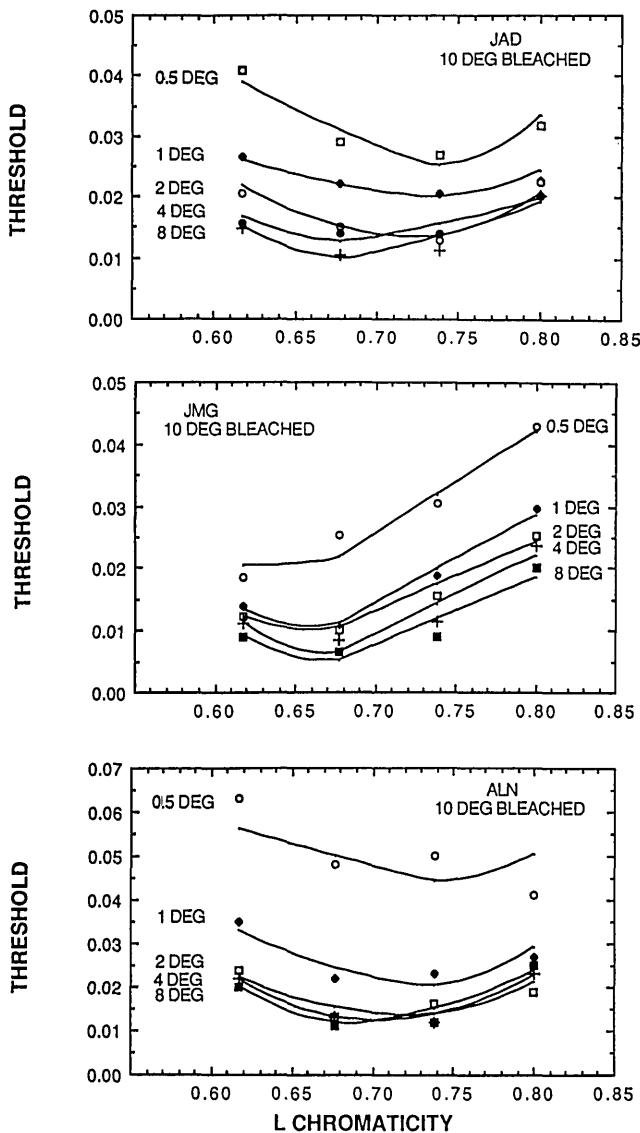 0.05
0.04
0.03
0.02
0.01
0.00
THRESHOLD
JAD
10 DEG BLEACHED
0.5 DEG
1 DEG
2 DEG
4 DEG
8 DEG
0.60 0.65 0.70 0.75 0.80 0.85
0.05
0.04
0.03
0.02
0.01
0.00
THRESHOLD
JMG
10 DEG BLEACHED
0.5 DEG
1 DEG
2 DEG
4 DEG
8 DEG
0.60 0.65 0.70 0.75 0.80 0.85
0.07
0.06
0.05
0.04
0.03
0.02
0.01
0.00
THRESHOLD
ALN
10 DEG BLEACHED
0.5 DEG
1 DEG
2 DEG
4 DEG
8 DEG
0.60 0.65 0.70 0.75 0.80 0.85
L CHROMATICITY